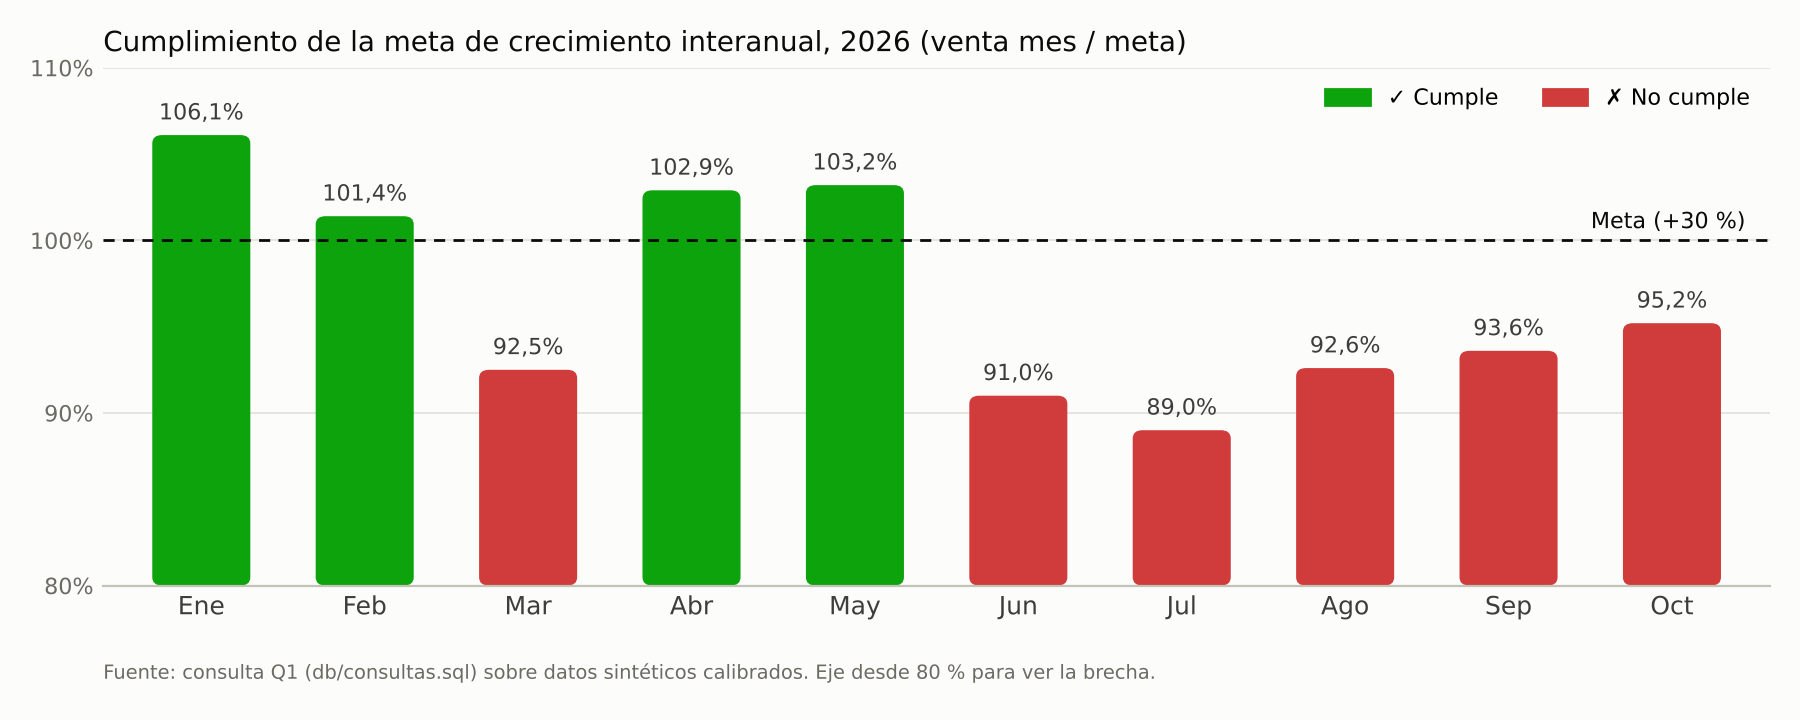 Cumplimiento de la meta de crecimiento interanual, 2026 (venta mes / meta)
110%
✓ Cumple ✗ No cumple
106,1%
101,4%
92,5%
102,9%
103,2%
91,0%
89,0%
92,6%
93,6%
95,2%
Meta (+30 %)
100%
90%
80%
Ene Feb Mar Abr May Jun Jul Ago Sep Oct
Fuente: consulta Q1 (db/consultas.sql) sobre datos sintéticos calibrados. Eje desde 80 % para ver la brecha.